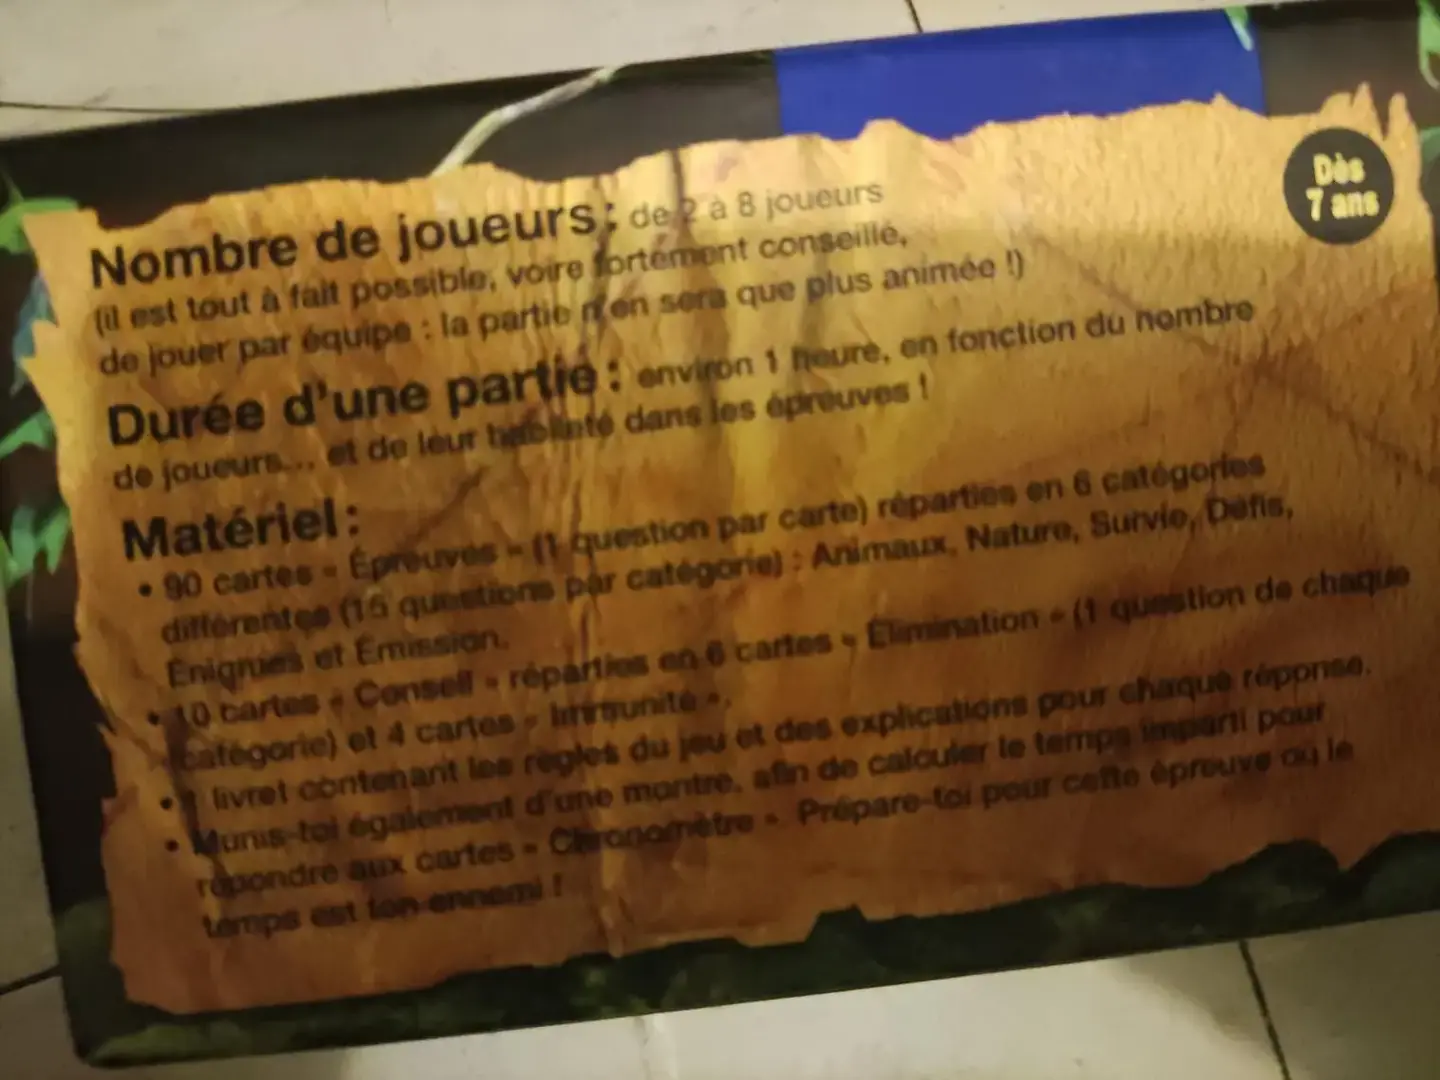 Dès
7 ans
Nombre de joueurs : de 2 à 8 joueurs
(il est tout à fait possible, voire fortement conseillé,
de jouer par équipe : la partie n'en sera que plus animée !)
Durée d'une partie : environ 1 heure, en fonction du nombre
de joueurs... et de leur habileté dans les épreuves !
Matériel :
• 90 cartes « Épreuves » (1 question par carte) réparties en 6 catégories
différentes (15 questions par catégorie) : Animaux, Nature, Survie, Défis,
Énigmes et Émission.
• 10 cartes « Conseil » réparties en 6 cartes « Élimination » (1 question de chaque
catégorie) et 4 cartes « Immunité ».
• 1 livret contenant les règles du jeu et des explications pour chaque réponse.
• Munis-toi également d'une montre, afin de calculer le temps imparti pour
répondre aux cartes « Chronomètre ». Prépare-toi pour cette épreuve ou le
temps est ton ennemi !